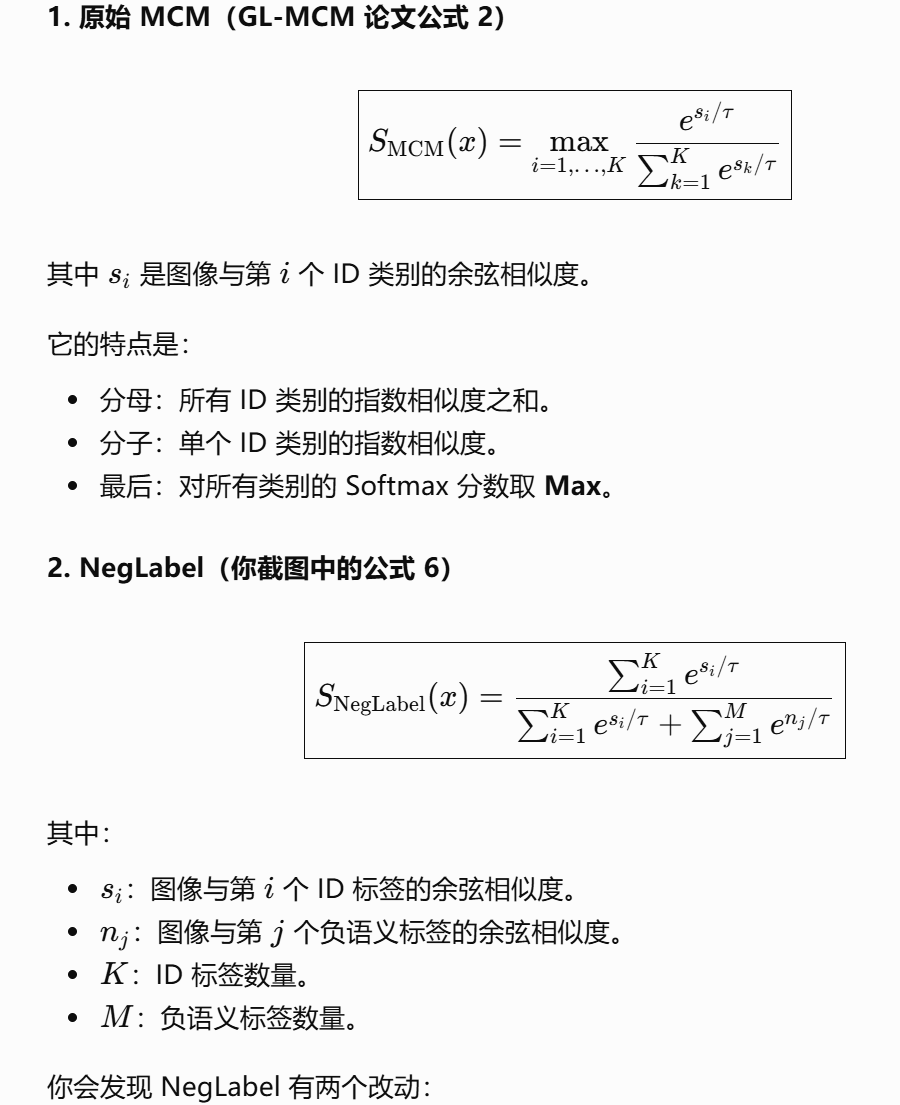 1. 原始 MCM（GL-MCM 论文公式 2）
S_MCM(x) = max_{i=1,…,K} e^{s_i/τ} / ∑_{k=1}^{K} e^{s_k/τ}
其中 s_i 是图像与第 i 个 ID 类别的余弦相似度。
它的特点是：
• 分母：所有 ID 类别的指数相似度之和。
• 分子：单个 ID 类别的指数相似度。
• 最后：对所有类别的 Softmax 分数取 Max。
2. NegLabel（你截图中的公式 6）
S_NegLabel(x) = ∑_{i=1}^{K} e^{s_i/τ} / (∑_{i=1}^{K} e^{s_i/τ} + ∑_{j=1}^{M} e^{n_j/τ})
其中：
• s_i：图像与第 i 个 ID 标签的余弦相似度。
• n_j：图像与第 j 个负语义标签的余弦相似度。
• K：ID 标签数量。
• M：负语义标签数量。
你会发现 NegLabel 有两个改动：